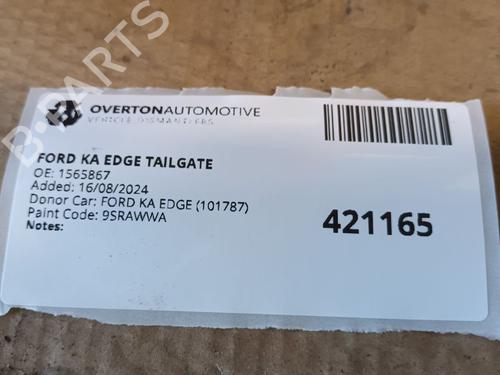 B-PARTS
OVERTONAUTOMOTIVE
VEHICLE DISMANTLERS
FORD KA EDGE TAILGATE
OE: 1565867
Added: 16/08/2024
Donor Car: FORD KA EDGE (101787)
Paint Code: 9SRAWWA
Notes:
421165